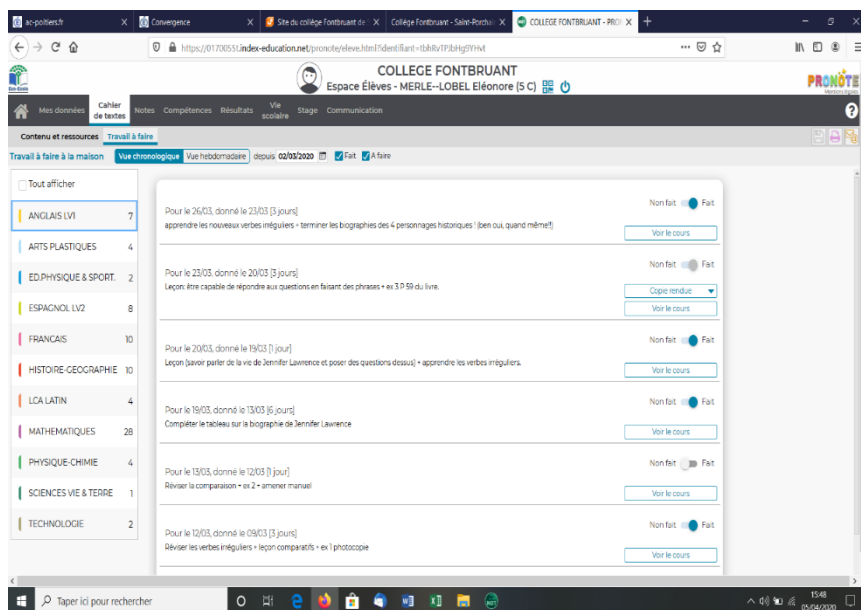 ac-poitiers.fr
Convergence
Site du collège Fontbruant de S
Collège Fontbruant - Saint-Porchai
COLLEGE FONTBRUANT - PRO
https://0170055t.index-education.net/pronote/eleve.html?identifiant=
COLLEGE FONTBRUANT
Espace Élèves - MERLE--LOBEL Eléonore (5 C)
PRONOTE
Mentions légales
Mes données
Cahier de textes
Notes
Compétences
Résultats
Vie scolaire
Stage
Communication
Contenu et ressources
Travail à faire
Travail à faire à la maison
Vue chronologique
Vue hebdomadaire
depuis 02/03/2020
Fait
A faire
Tout afficher
ANGLAIS LV1 7
ARTS PLASTIQUES 4
ED.PHYSIQUE & SPORT. 2
ESPAGNOL LV2 8
FRANCAIS 10
HISTOIRE-GEOGRAPHIE 10
LCA LATIN 4
MATHEMATIQUES 28
PHYSIQUE-CHIMIE 4
SCIENCES VIE & TERRE 1
TECHNOLOGIE 2
Pour le 26/03, donné le 23/03 [3 jours]
Non fait Fait
apprendre les nouveaux verbes irréguliers + terminer les biographies des 4 personnages historiques ! (ben oui, quand même!!)
Voir le cours
Pour le 23/03, donné le 20/03 [3 jours]
Non fait Fait
Leçon: être capable de répondre aux questions en faisant des phrases + ex 3 P 59 du livre.
Copie rendue
Voir le cours
Pour le 20/03, donné le 19/03 [1 jour]
Non fait Fait
Leçon (savoir parler de la vie de Jennifer Lawrence et poser des questions dessus) + apprendre les verbes irréguliers.
Voir le cours
Pour le 19/03, donné le 13/03 [6 jours]
Non fait Fait
Compléter le tableau sur la biographie de Jennifer Lawrence
Voir le cours
Pour le 13/03, donné le 12/03 [1 jour]
Non fait Fait
Réviser la comparaison + ex 2 + amener manuel
Voir le cours
Pour le 12/03, donné le 09/03 [3 jours]
Non fait Fait
Réviser les verbes irréguliers + leçon comparatifs + ex 1 photocopie
Voir le cours
Taper ici pour rechercher
15:48
05/04/2020